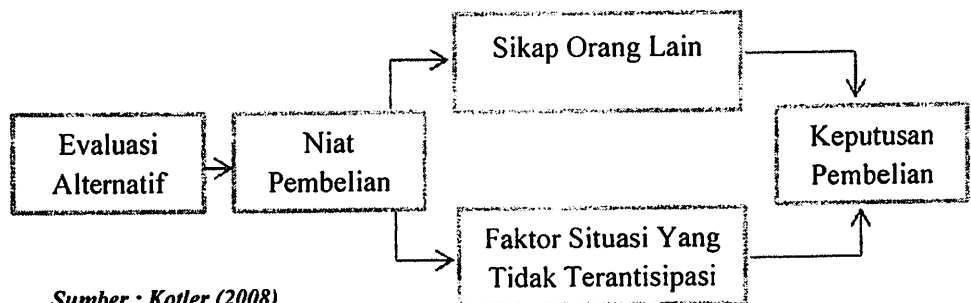 Evaluasi
Alternatif
Niat
Pembelian
Sikap Orang Lain
Faktor Situasi Yang
Tidak Terantisipasi
Keputusan
Pembelian
Sumber : Kotler (2008)